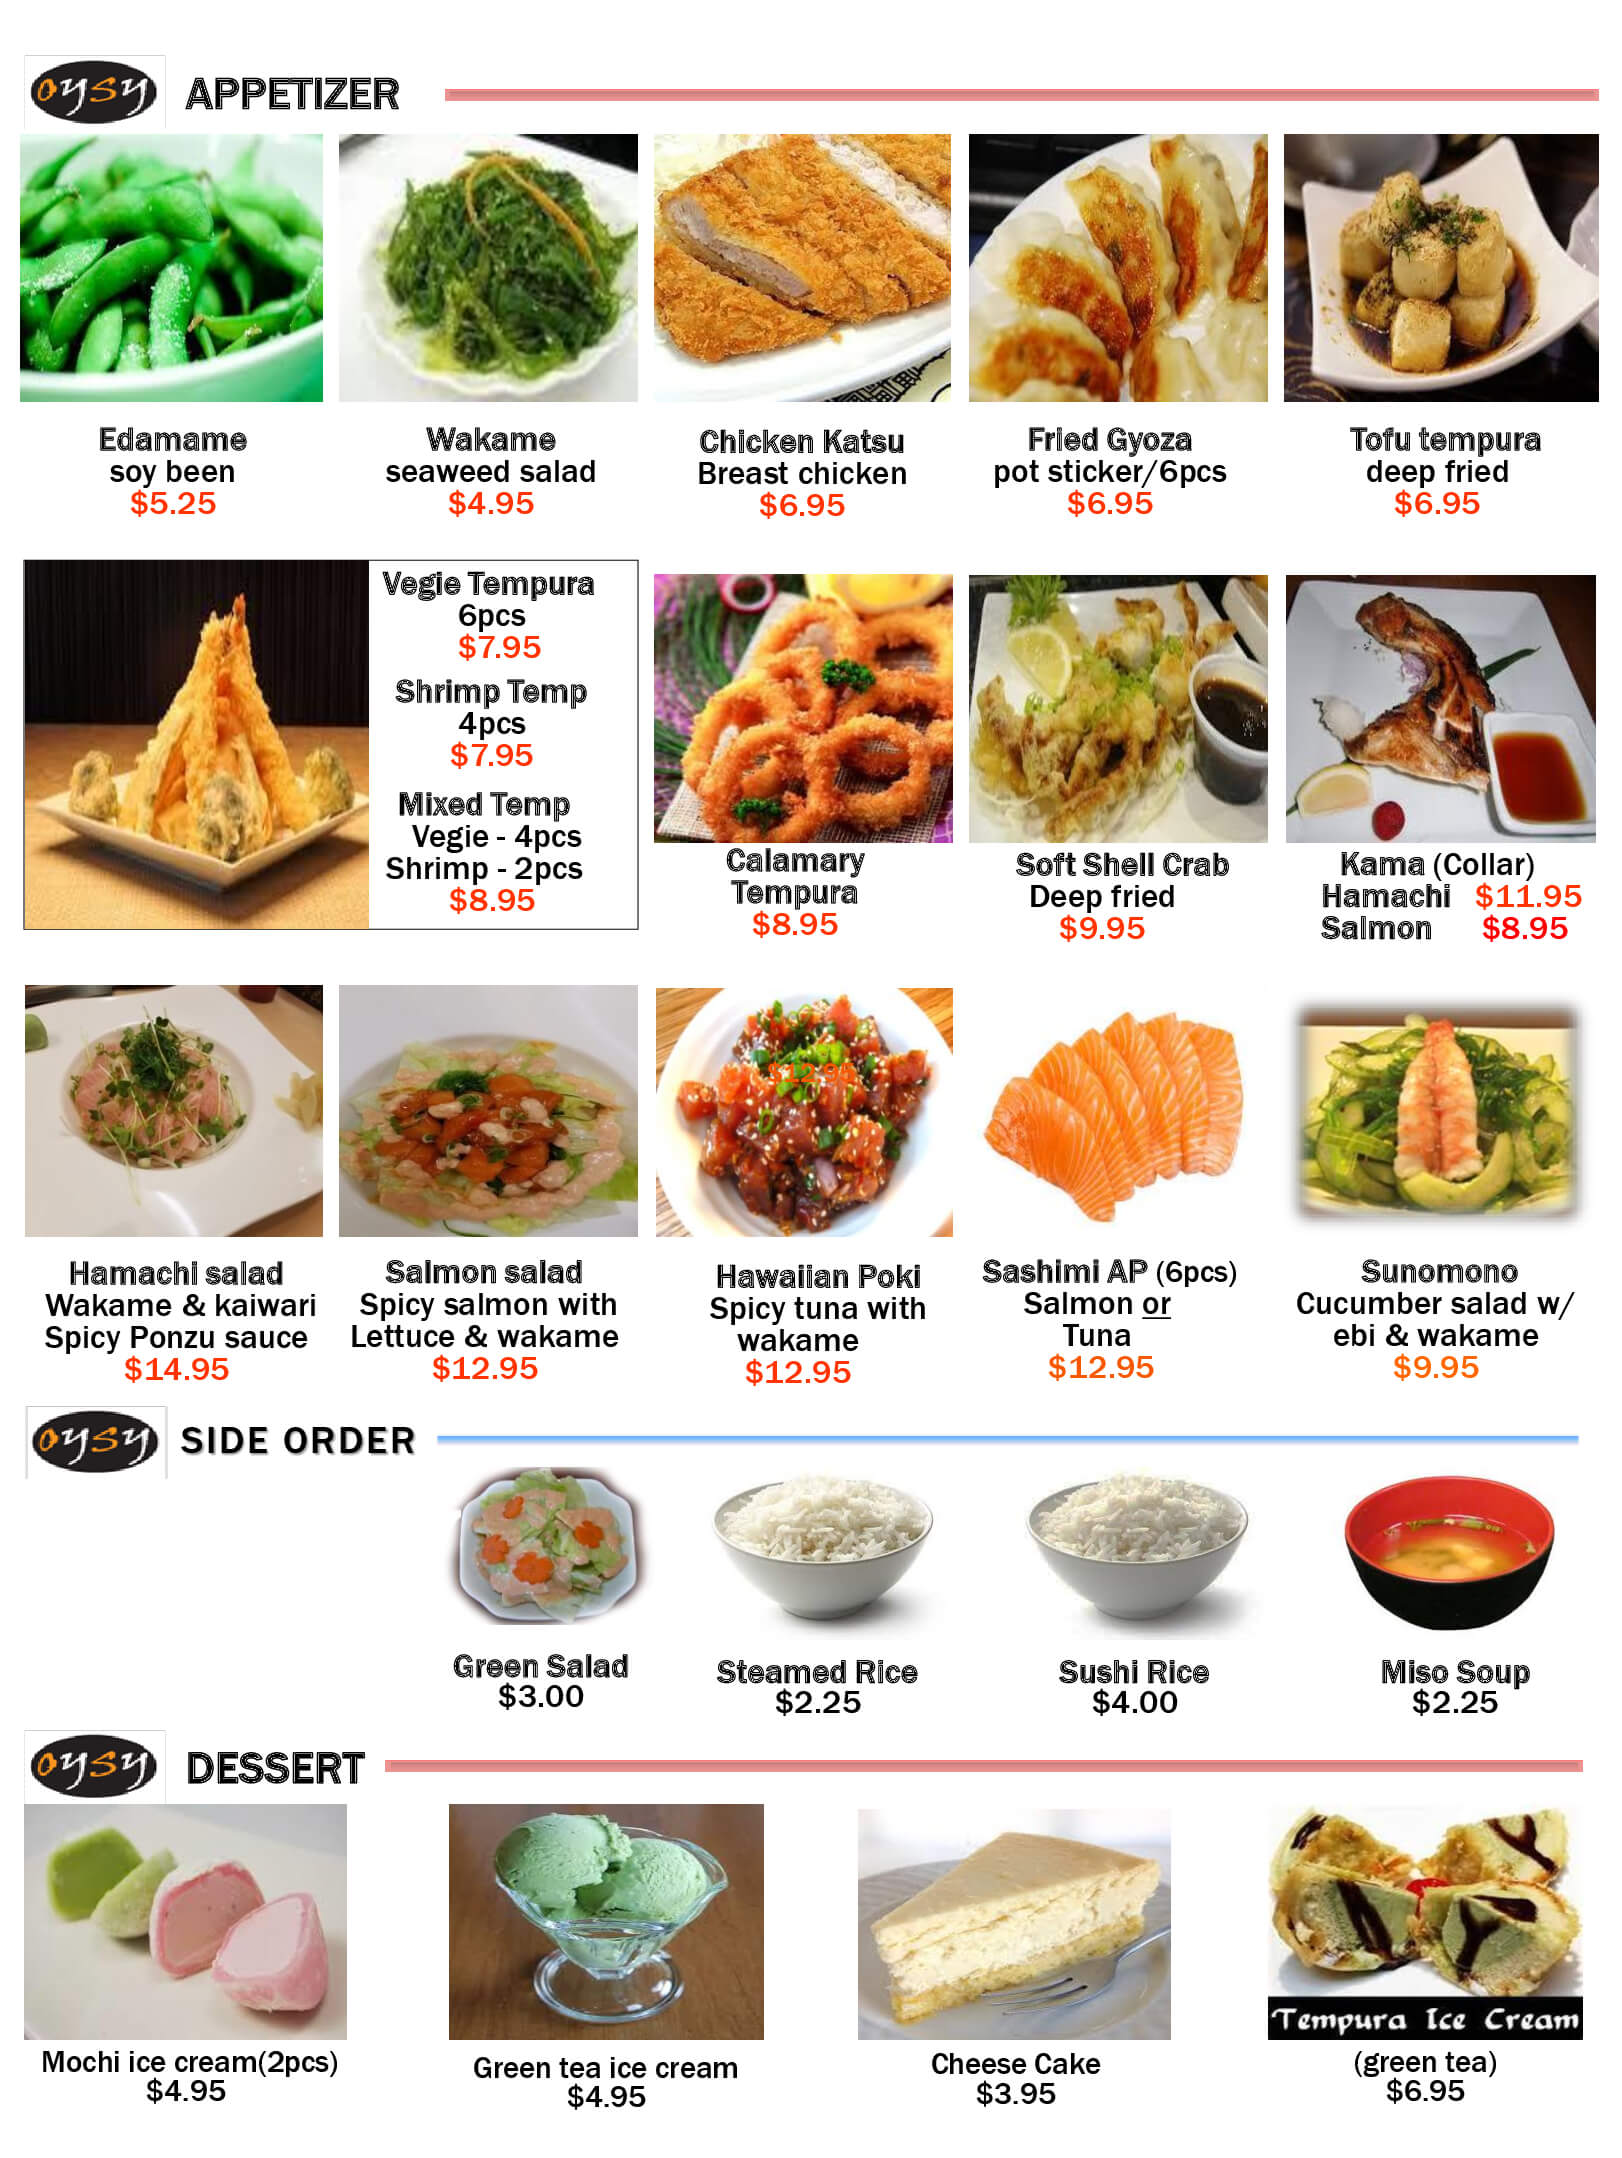 oysy APPETIZER
Edamame
soy been
$5.25
Wakame
seaweed salad
$4.95
Chicken Katsu
Breast chicken
$6.95
Fried Gyoza
pot sticker/6pcs
$6.95
Tofu tempura
deep fried
$6.95
Vegie Tempura
6pcs
$7.95
Shrimp Temp
4pcs
$7.95
Mixed Temp
Vegie - 4pcs
Shrimp - 2pcs
$8.95
Calamary
Tempura
$8.95
Soft Shell Crab
Deep fried
$9.95
Kama (Collar)
Hamachi $11.95
Salmon $8.95
Hamachi salad
Wakame & kaiwari
Spicy Ponzu sauce
$14.95
Salmon salad
Spicy salmon with
Lettuce & wakame
$12.95
$12.95
Hawaiian Poki
Spicy tuna with
wakame
$12.95
Sashimi AP (6pcs)
Salmon or
Tuna
$12.95
Sunomono
Cucumber salad w/
ebi & wakame
$9.95
oysy SIDE ORDER
Green Salad
$3.00
Steamed Rice
$2.25
Sushi Rice
$4.00
Miso Soup
$2.25
oysy DESSERT
Mochi ice cream(2pcs)
$4.95
Green tea ice cream
$4.95
Cheese Cake
$3.95
Tempura Ice Cream
(green tea)
$6.95